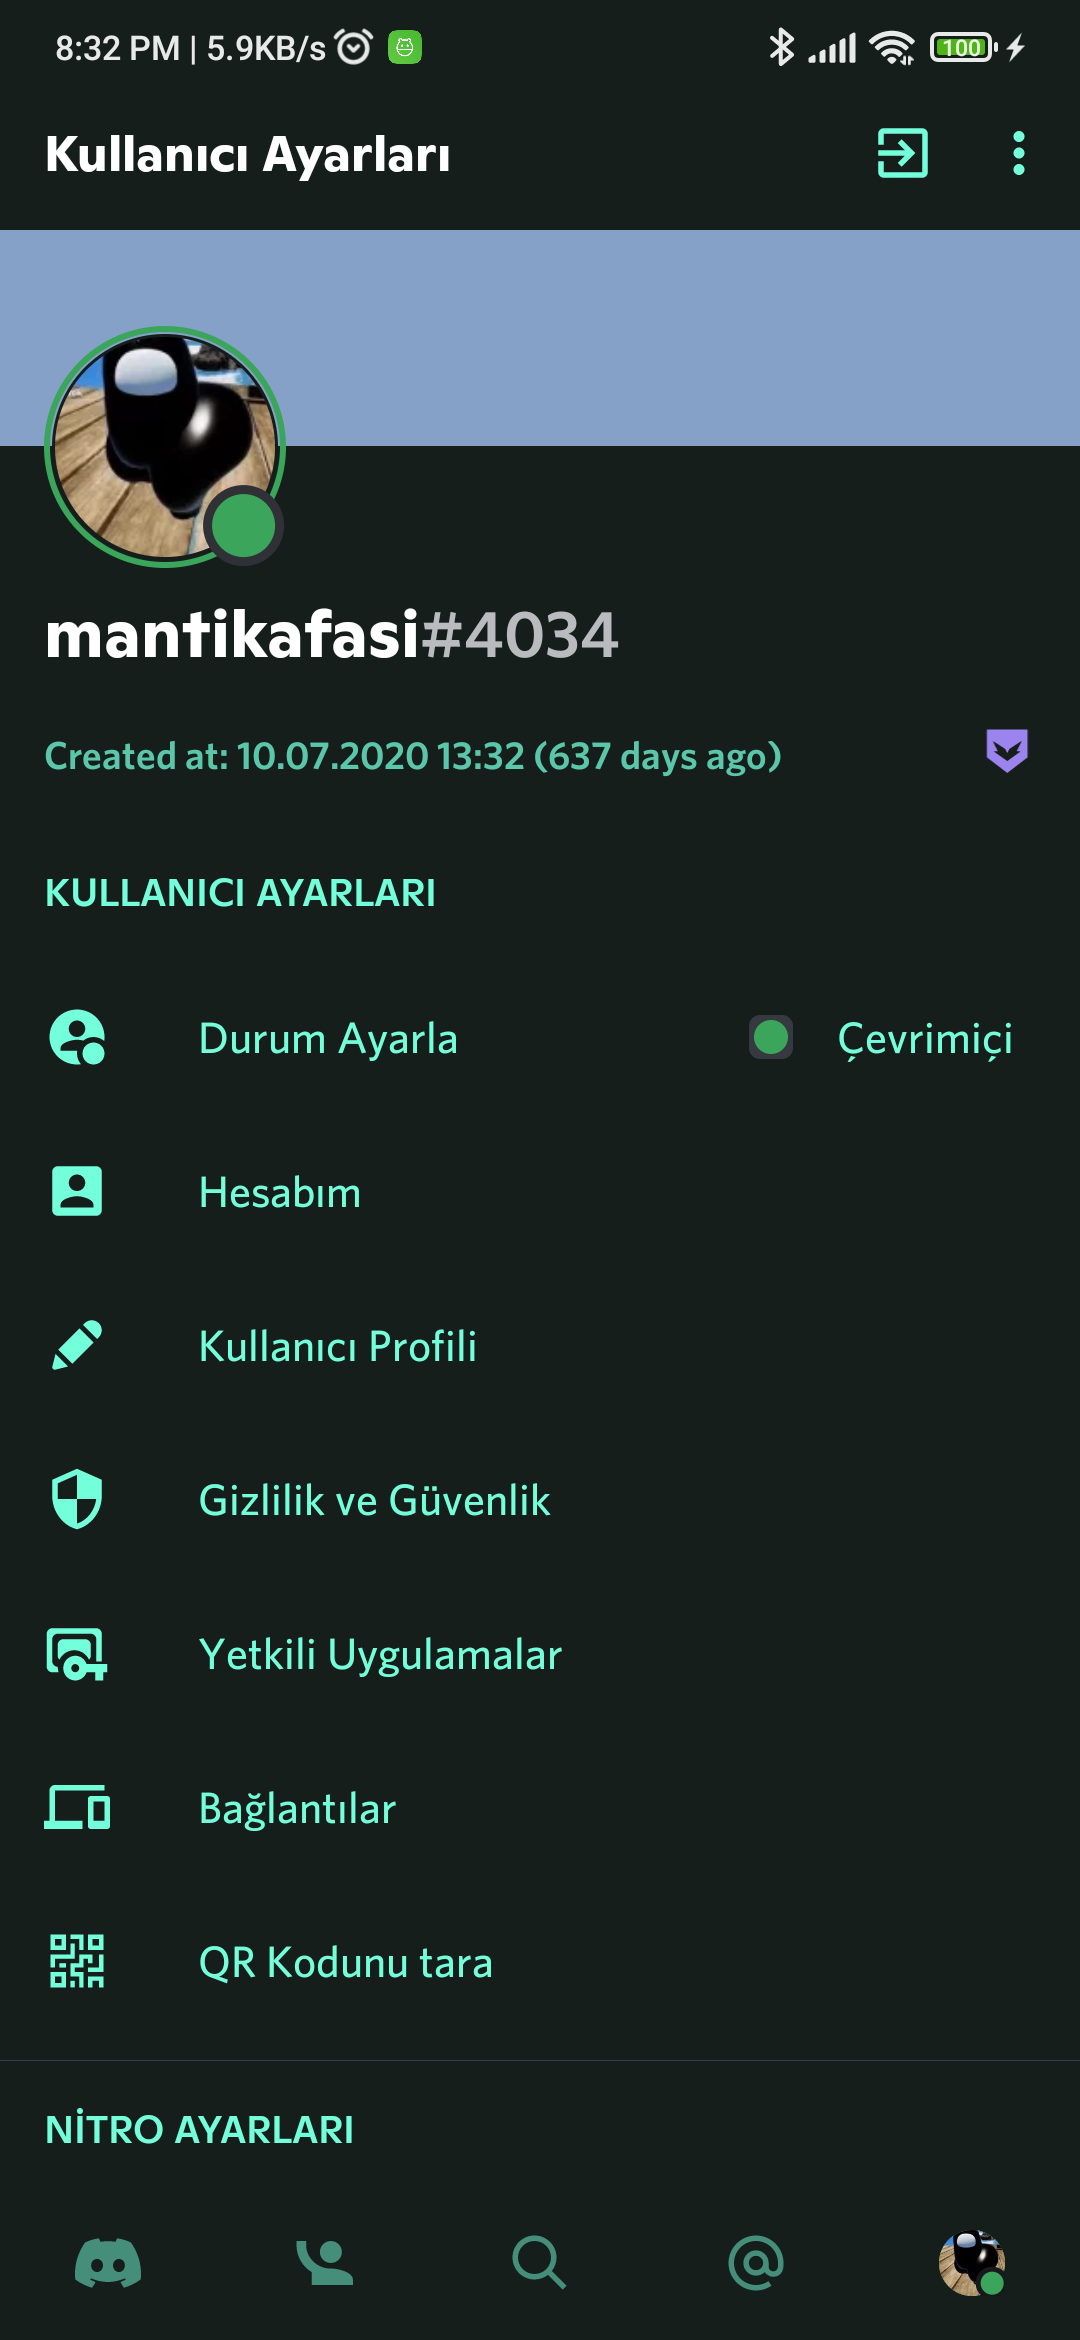 8:32 PM | 5.9KB/s
100
Kullanıcı Ayarları
mantikafasi#4034
Created at: 10.07.2020 13:32 (637 days ago)
KULLANICI AYARLARI
Durum Ayarla Çevrimiçi
Hesabım
Kullanıcı Profili
Gizlilik ve Güvenlik
Yetkili Uygulamalar
Bağlantılar
QR Kodunu tara
NİTRO AYARLARI